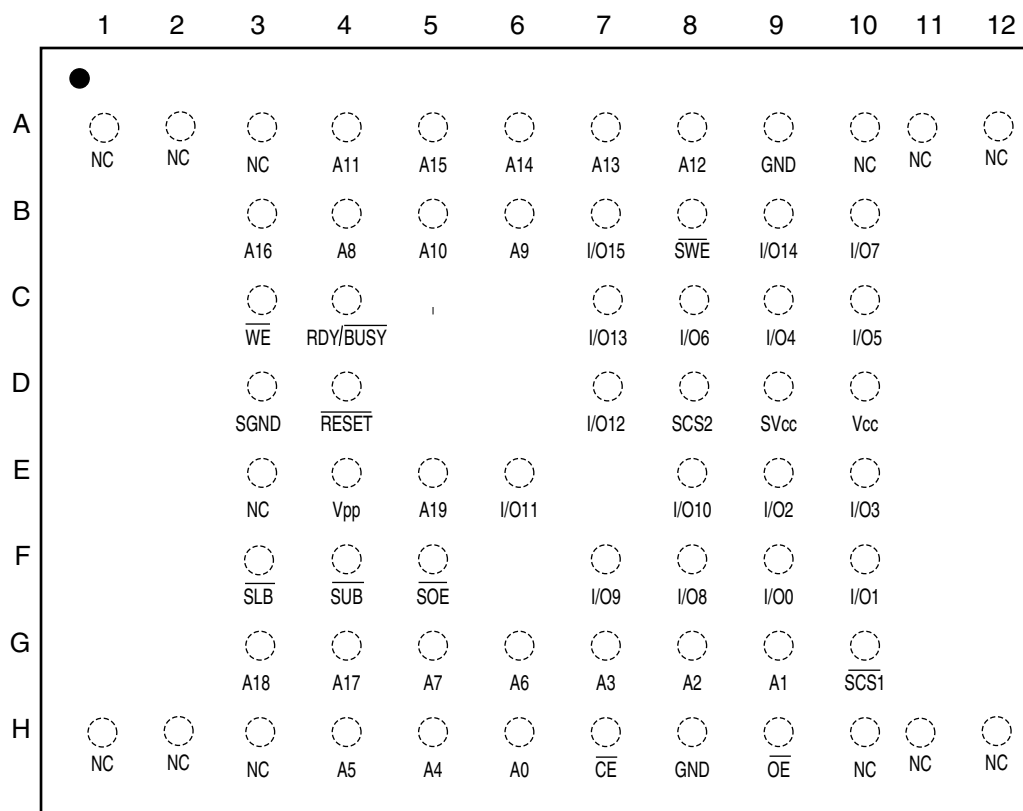 1 2 3 4 5 6 7 8 9 10 11 12
A
NC NC NC A11 A15 A14 A13 A12 GND NC NC NC
B
A16 A8 A10 A9 I/O15 SWE I/O14 I/O7
C
WE RDY/BUSY I/O13 I/O6 I/O4 I/O5
D
SGND RESET I/O12 SCS2 SVcc Vcc
E
NC Vpp A19 I/O11 I/O10 I/O2 I/O3
F
SLB SUB SOE I/O9 I/O8 I/O0 I/O1
G
A18 A17 A7 A6 A3 A2 A1 SCS1
H
NC NC NC A5 A4 A0 CE GND OE NC NC NC